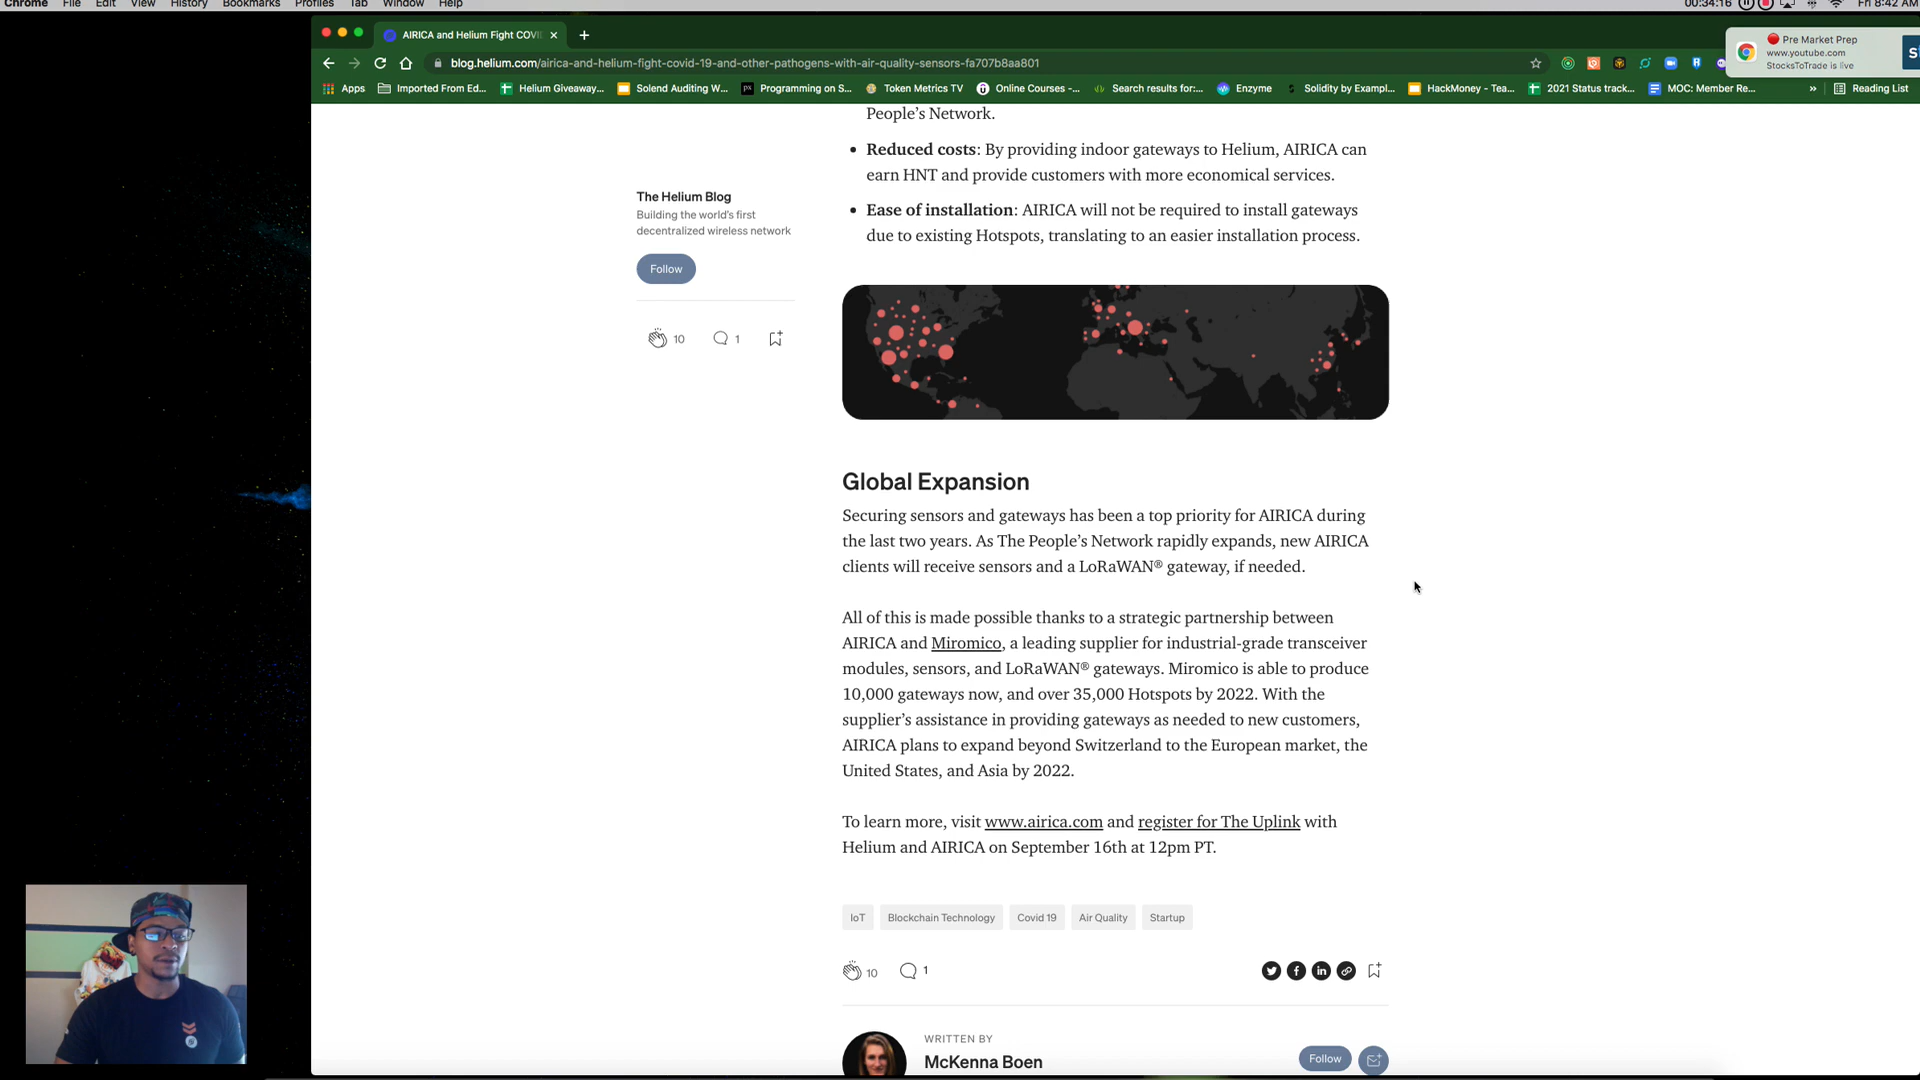 Chrome File Edit View History Bookmarks Profiles Tab Window Help 00:34:16 Fri 8:42 AM
AIRICA and Helium Fight COVI
Pre Market Prep
www.youtube.com
StocksToTrade is live
blog.helium.com/airica-and-helium-fight-covid-19-and-other-pathogens-with-air-quality-sensors-fa707b8aa801
Apps Imported From Ed... Helium Giveaway... Solend Auditing W... Programming on S... Token Metrics TV Online Courses -... Search results for:... Enzyme Solidity by Exampl... HackMoney - Tea... 2021 Status track... MOC: Member Re... » Reading List
People's Network.
• Reduced costs: By providing indoor gateways to Helium, AIRICA can
earn HNT and provide customers with more economical services.
• Ease of installation: AIRICA will not be required to install gateways
due to existing Hotspots, translating to an easier installation process.
The Helium Blog
Building the world's first
decentralized wireless network
Follow
10 1
Global Expansion
Securing sensors and gateways has been a top priority for AIRICA during
the last two years. As The People's Network rapidly expands, new AIRICA
clients will receive sensors and a LoRaWAN® gateway, if needed.
All of this is made possible thanks to a strategic partnership between
AIRICA and Miromico, a leading supplier for industrial-grade transceiver
modules, sensors, and LoRaWAN® gateways. Miromico is able to produce
10,000 gateways now, and over 35,000 Hotspots by 2022. With the
supplier's assistance in providing gateways as needed to new customers,
AIRICA plans to expand beyond Switzerland to the European market, the
United States, and Asia by 2022.
To learn more, visit www.airica.com and register for The Uplink with
Helium and AIRICA on September 16th at 12pm PT.
IoT Blockchain Technology Covid 19 Air Quality Startup
10 1
WRITTEN BY
McKenna Boen
Follow